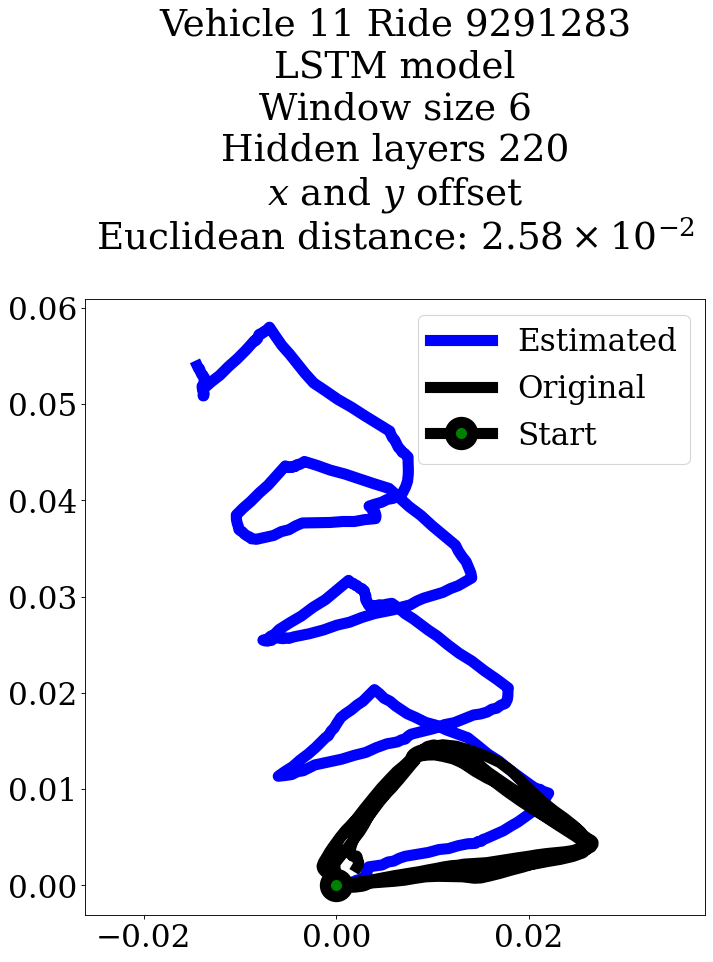 Vehicle 11 Ride 9291283
LSTM model
Window size 6
Hidden layers 220
x and y offset
Euclidean distance: 2.58 × 10⁻²
0.06
0.05
0.04
0.03
0.02
0.01
0.00
Estimated
Original
Start
−0.02
0.00
0.02